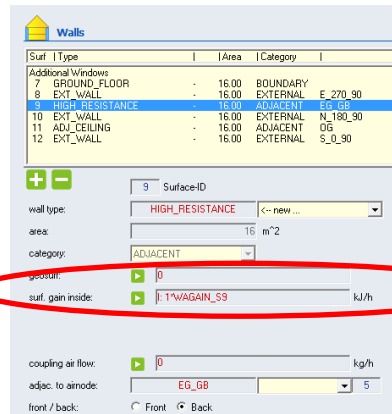 Walls
Surf | Type | | Area | Category |
Additional Windows
7 GROUND_FLOOR - 16.00 BOUNDARY
8 EXT_WALL - 16.00 EXTERNAL E_270_90
9 HIGH_RESISTANCE - 16.00 ADJACENT EG_GB
10 EXT_WALL - 16.00 EXTERNAL N_180_90
11 ADJ_CEILING - 16.00 ADJACENT OG
12 EXT_WALL - 16.00 EXTERNAL S_0_90
9 Surface-ID
wall type: HIGH_RESISTANCE <-- new ...
area: 16 m^2
category: ADJACENT
geosurf: 0
surf. gain inside: I: 1*WAGAIN_S9 kJ/h
coupling air flow: 0 kg/h
adjac. to airnode: EG_GB 5
front / back: Front Back